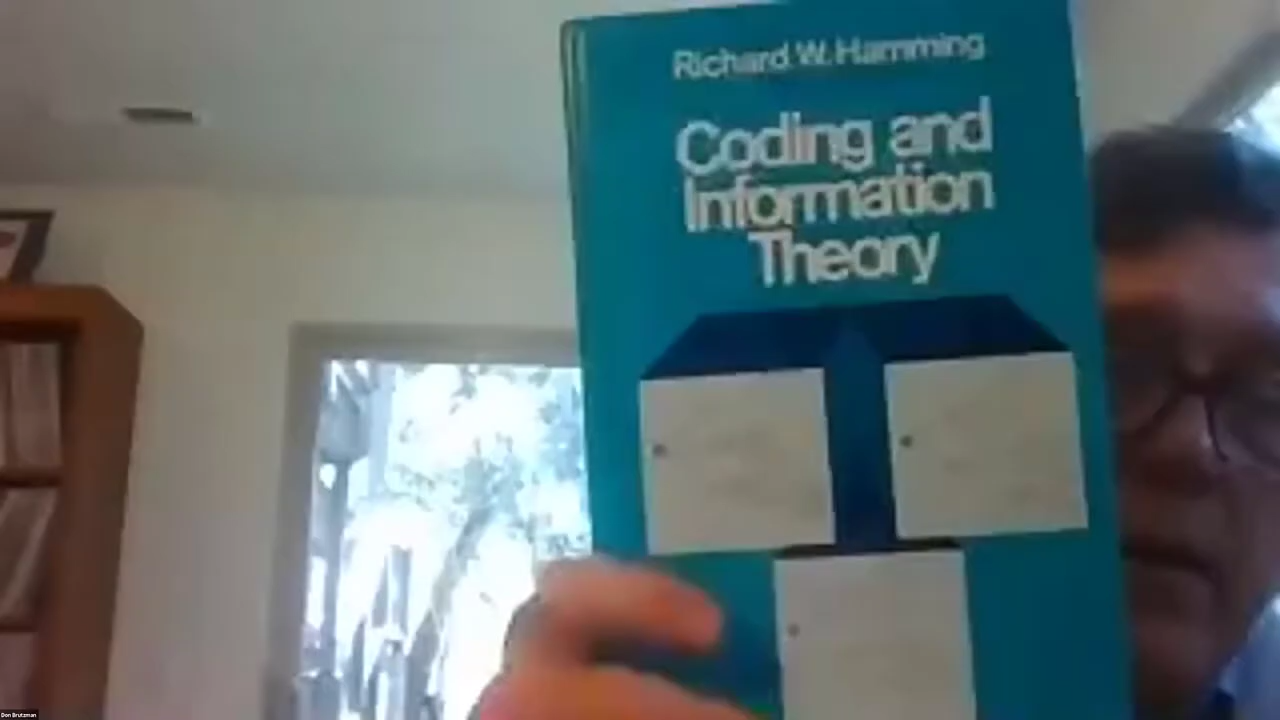 Richard W. Hamming
Coding and
Information
Theory
Don Brutzman